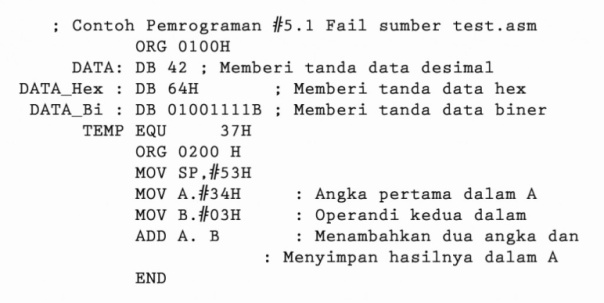 ; Contoh Pemrograman #5.1 Fail sumber test.asm
ORG 0100H
DATA: DB 42 ; Memberi tanda data desimal
DATA_Hex : DB 64H ; Memberi tanda data hex
DATA_Bi : DB 01001111B ; Memberi tanda data biner
TEMP EQU 37H
ORG 0200 H
MOV SP,#53H
MOV A.#34H : Angka pertama dalam A
MOV B.#03H : Operandi kedua dalam
ADD A. B : Menambahkan dua angka dan
: Menyimpan hasilnya dalam A
END